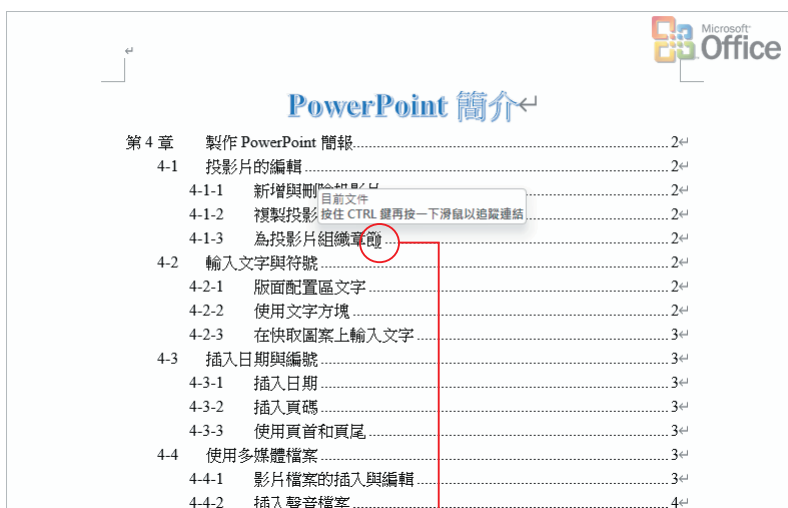 Microsoft
Office
PowerPoint 簡介
第 4 章 製作 PowerPoint 簡報 2
4-1 投影片的編輯 2
4-1-1 新增與刪除投影片 2
目前文件
4-1-2 複製投影 2
按住 CTRL 鍵再按一下滑鼠以追蹤連結
4-1-3 為投影片組織章節 2
4-2 輸入文字與符號 2
4-2-1 版面配置區文字 2
4-2-2 使用文字方塊 2
4-2-3 在快取圖案上輸入文字 3
4-3 插入日期與編號 3
4-3-1 插入日期 3
4-3-2 插入頁碼 3
4-3-3 使用頁首和頁尾 3
4-4 使用多媒體檔案 3
4-4-1 影片檔案的插入與編輯 3
4-4-2 插入聲音檔案 4